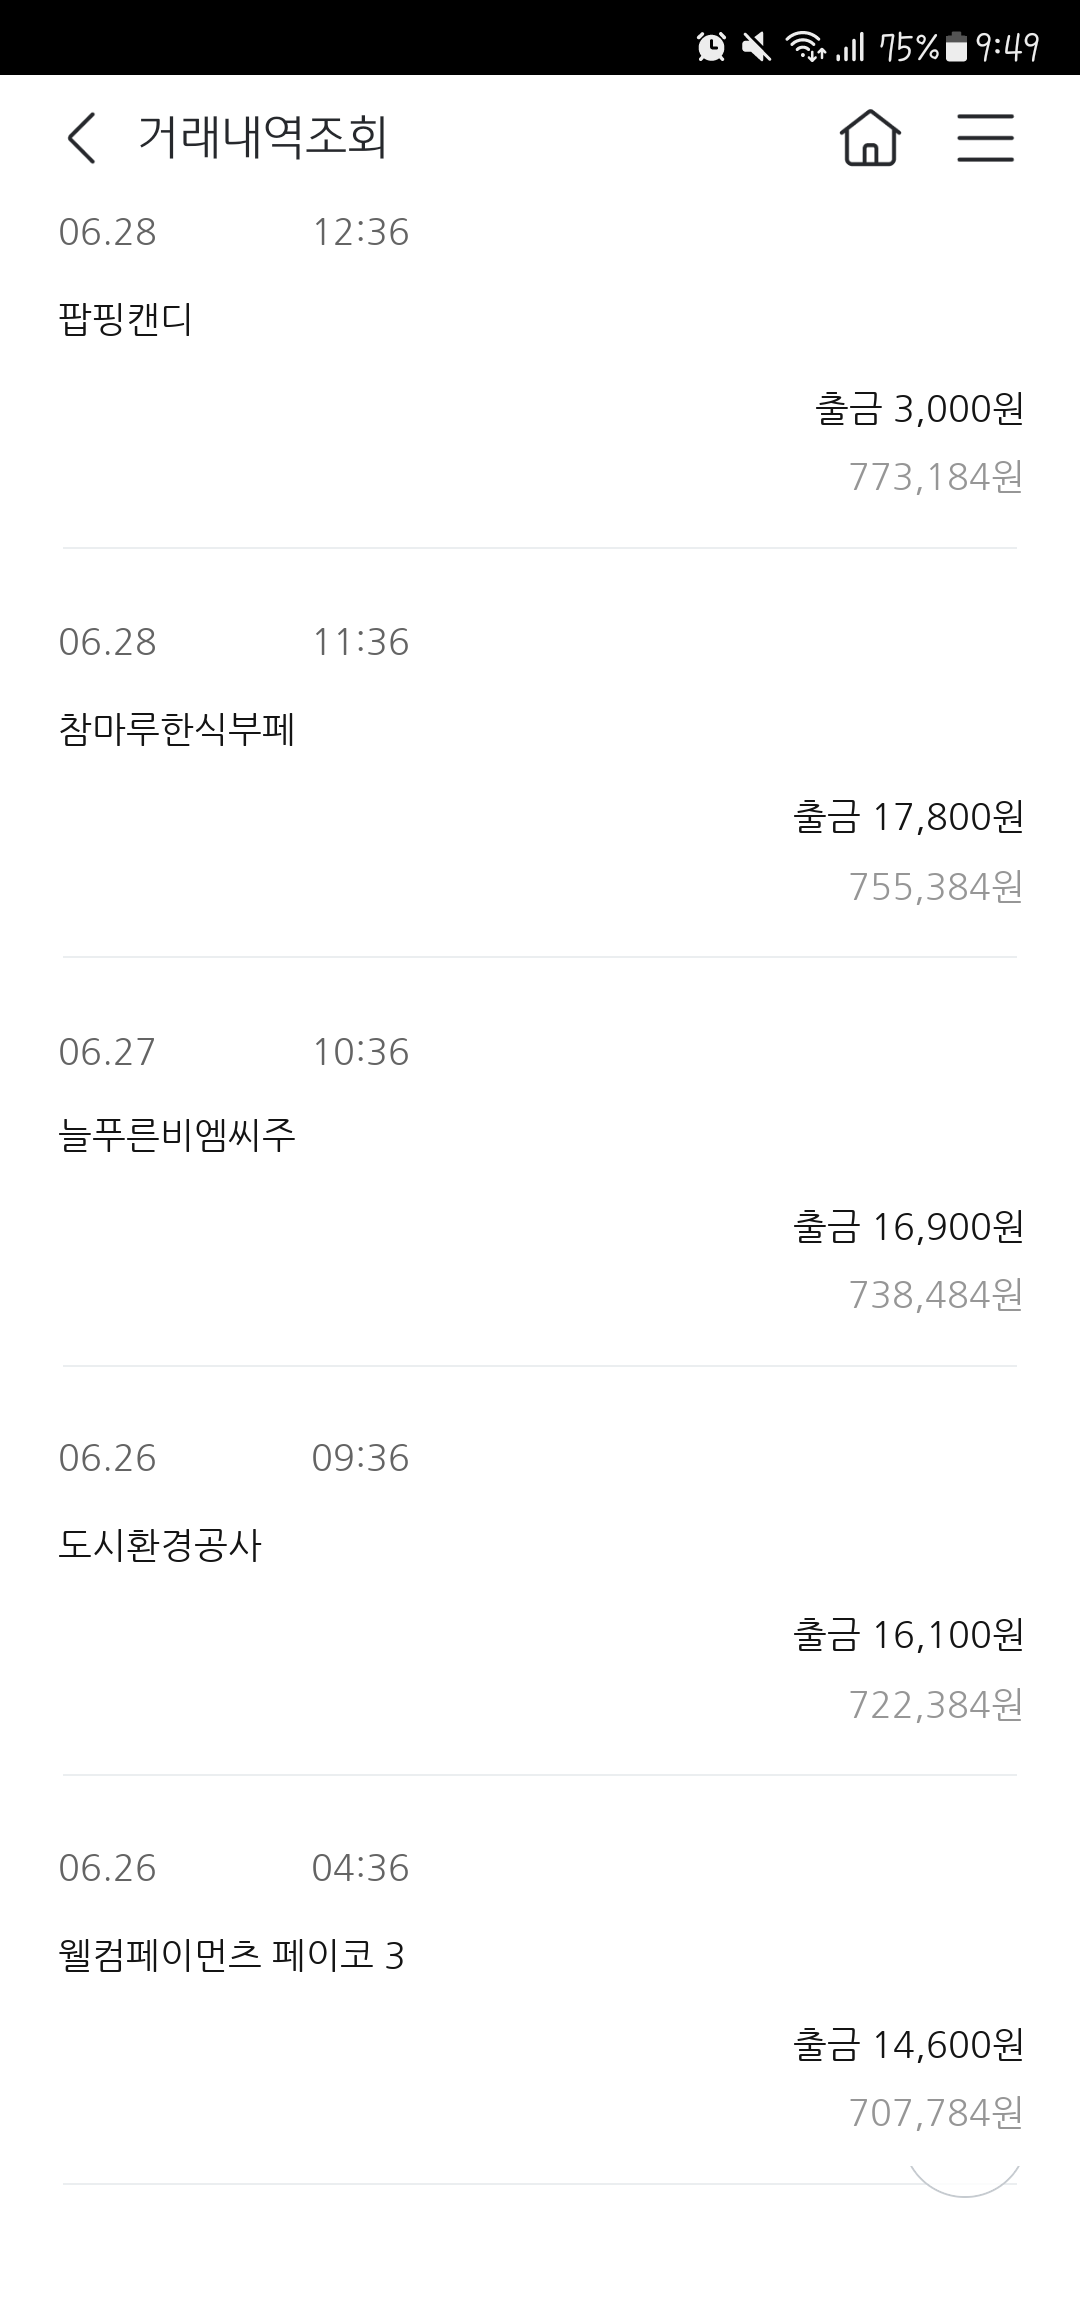 75% 9:49
거래내역조회
06.28 12:36
팝핑캔디
출금 3,000원
773,184원
06.28 11:36
참마루한식부페
출금 17,800원
755,384원
06.27 10:36
늘푸른비엠씨주
출금 16,900원
738,484원
06.26 09:36
도시환경공사
출금 16,100원
722,384원
06.26 04:36
웰컴페이먼츠 페이코 3
출금 14,600원
707,784원